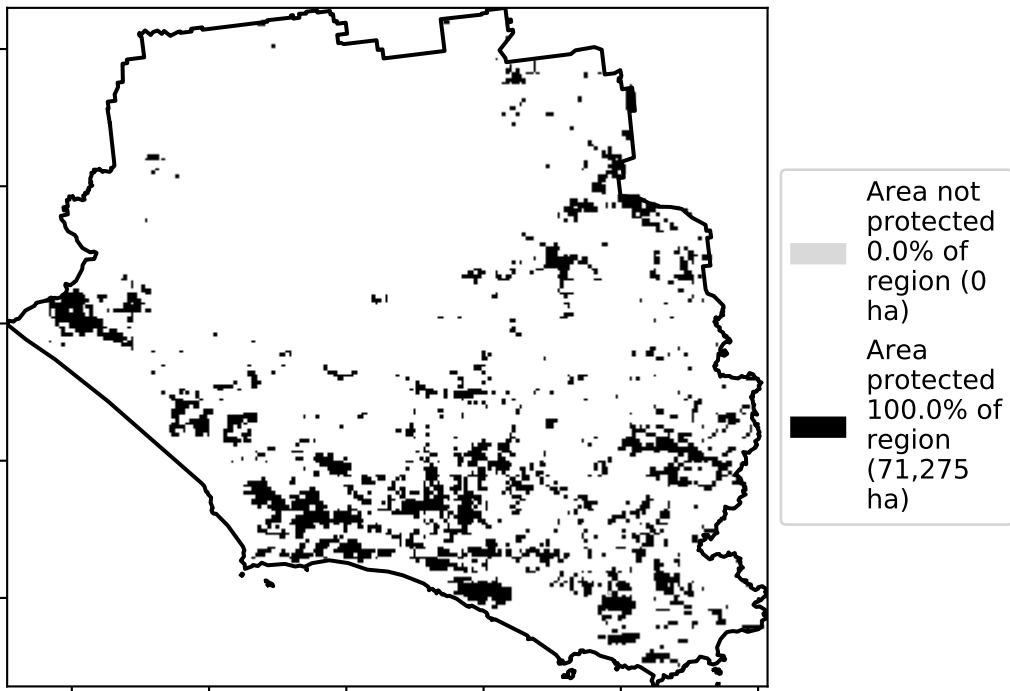 Area not
protected
0.0% of
region (0
ha)
Area
protected
100.0% of
region
(71,275
ha)